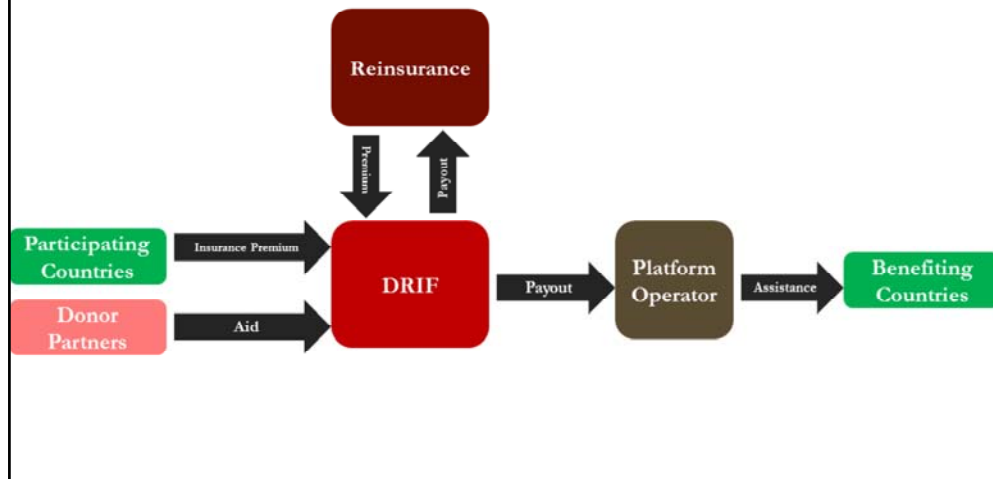 Reinsurance
Premium
Payout
Participating
Countries
Insurance Premium
DRIF
Payout
Platform
Operator
Assistance
Benefiting
Countries
Donor
Partners
Aid